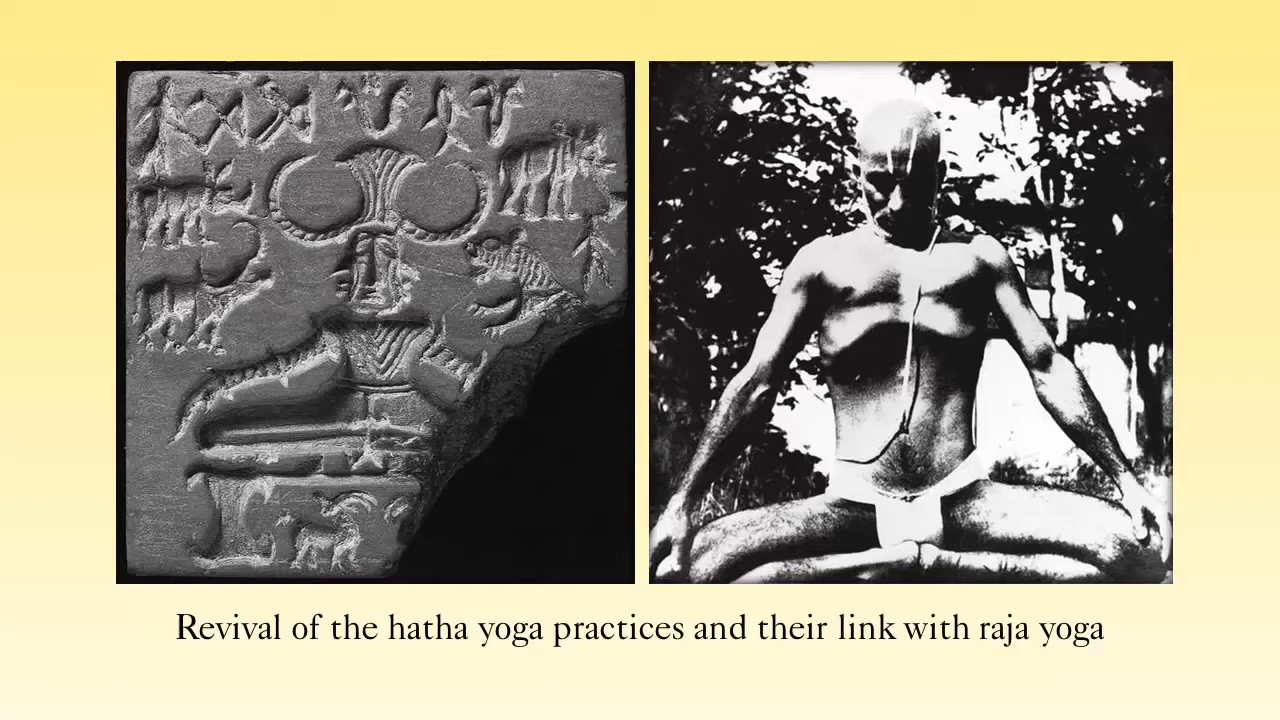 Revival of the hatha yoga practices and their link with raja yoga